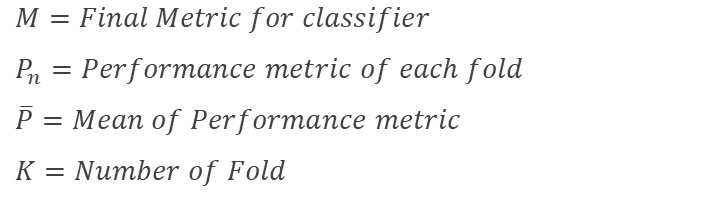 M = Final Metric for classifier
Pₙ = Performance metric of each fold
P̅ = Mean of Performance metric
K = Number of Fold